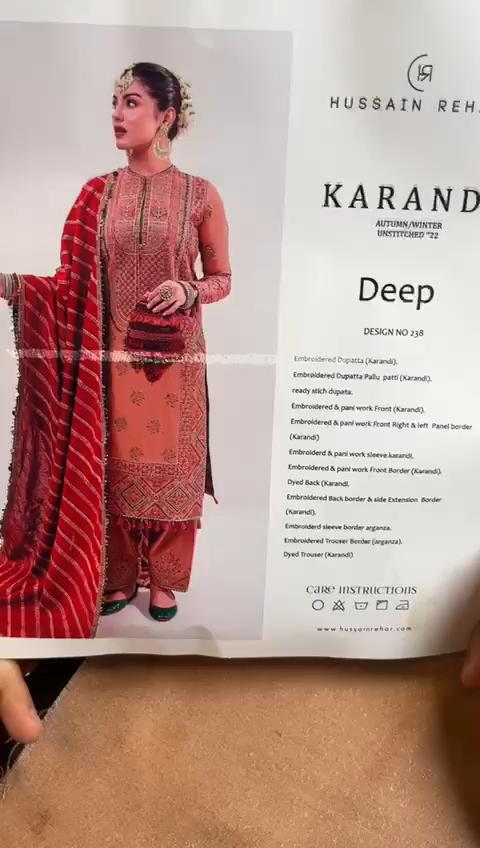 HUSSAIN REH
KARAND
AUTUMN/WINTER
UNSTITCHED "22
Deep
DESIGN NO 238
Embroidered Dupatta (Karandi).
Embroidered Dupatta Pallu patti (Karandi).
ready stich dupata.
Embroidered & pani work Front (Karandi).
Embroidered & pani work Front Right & left Panel border
(Karandi)
Embroiderd & pani work sleeve.karandi.
Embroidered & pani work Front Border (Karandi).
Dyed Back (Karandi.
Embroidered Back border & side Extension Border
(Karandi).
Embroiderd sleeve border arganza.
Embroidered Trouser Border (arganza).
Dyed Trouser (Karandi)
care instructions
www.hussainrehar.com